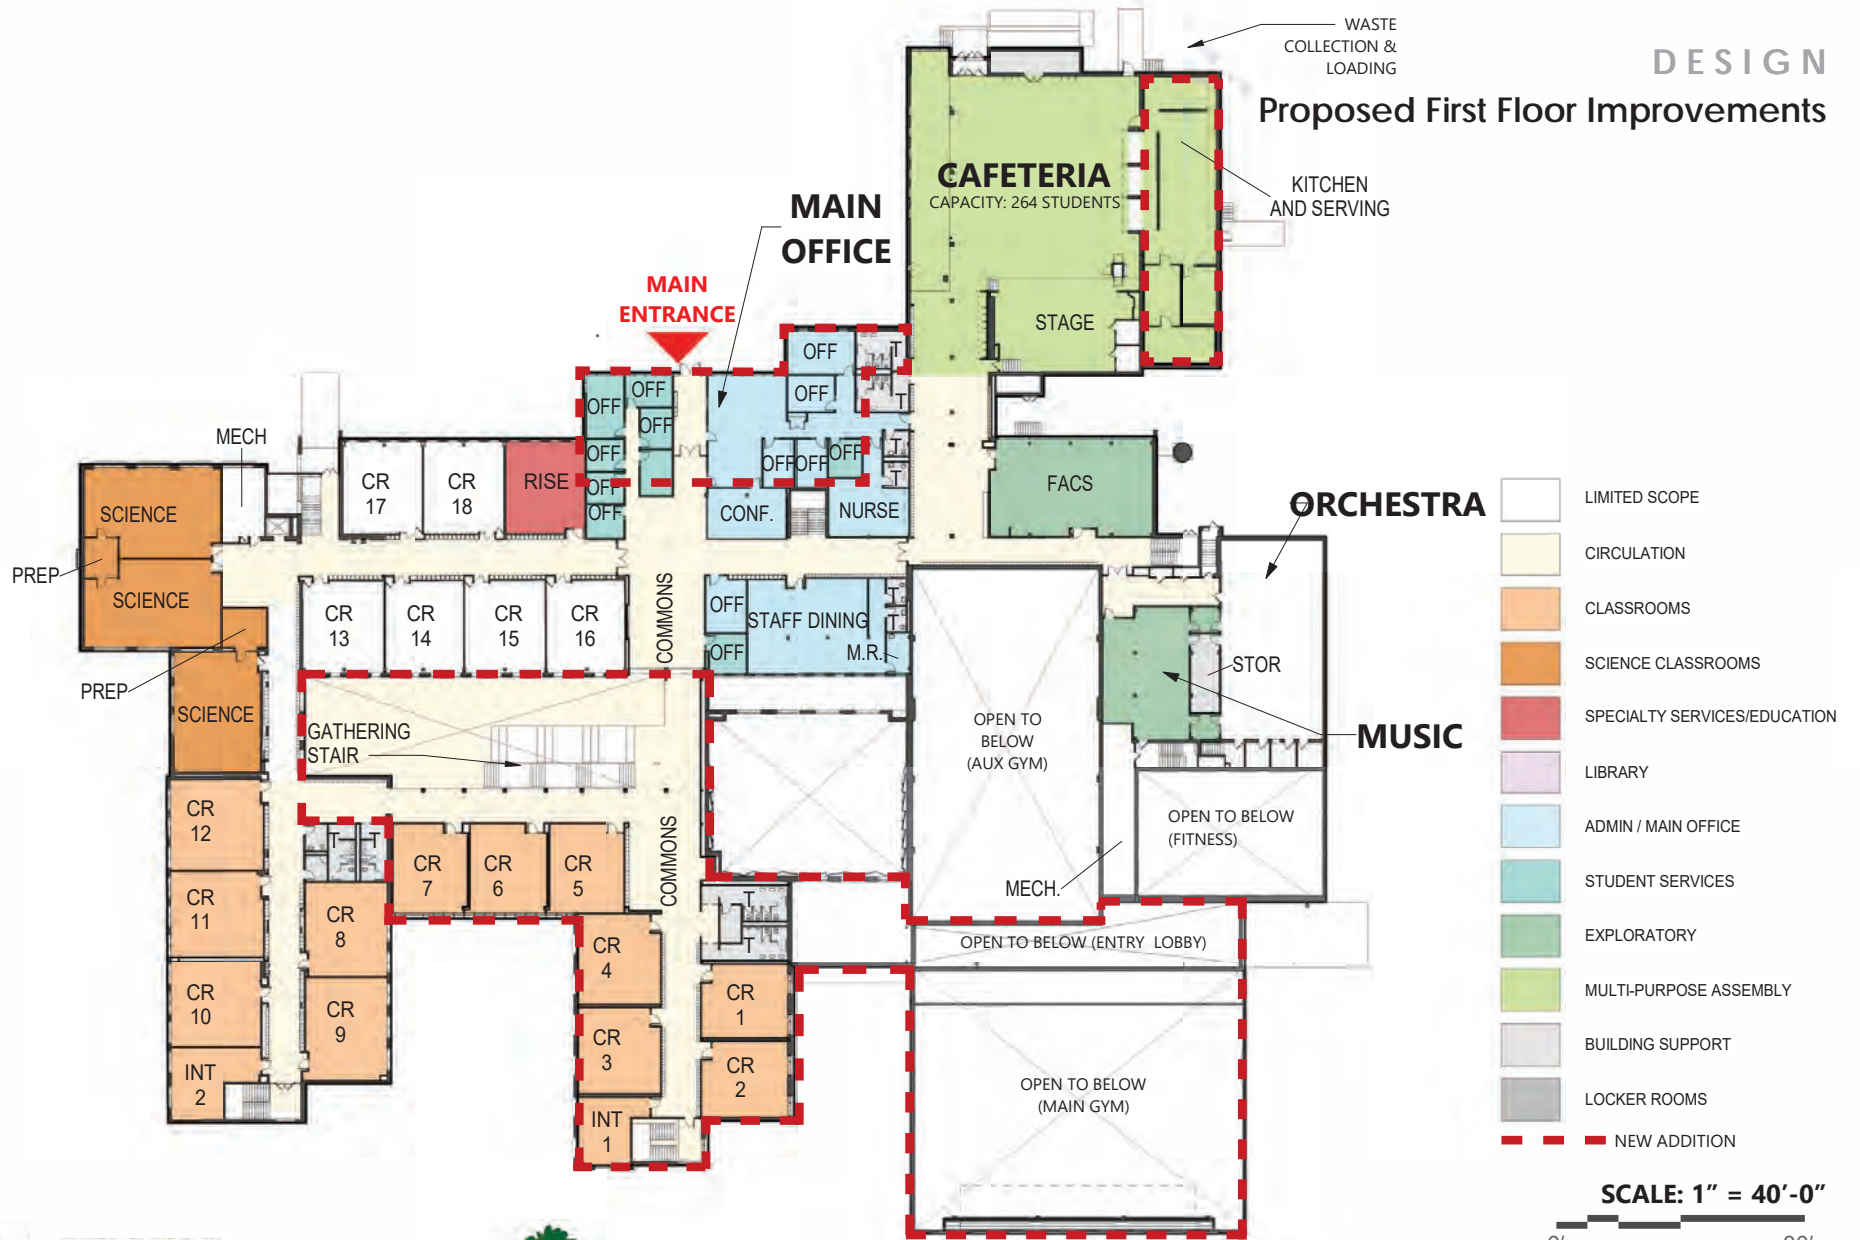 WASTE
COLLECTION &
LOADING
DESIGN
Proposed First Floor Improvements
CAFETERIA
CAPACITY: 264 STUDENTS
KITCHEN
AND SERVING
MAIN
OFFICE
MAIN
ENTRANCE
STAGE
OFF
T
OFF
OFF
OFF
T
OFF
OFF
OFF
OFF
OFF
OFF
T
T
OFF
OFF
MECH
CR
17
CR
18
RISE
CONF.
NURSE
FACS
ORCHESTRA
SCIENCE
PREP
SCIENCE
CR
13
CR
14
CR
15
CR
16
COMMONS
OFF
STAFF DINING
T
T
OFF
M.R.
STOR
PREP
SCIENCE
GATHERING
STAIR
OPEN TO
BELOW
(AUX GYM)
MUSIC
CR
12
T
T
CR
7
CR
6
CR
5
COMMONS
OPEN TO BELOW
(FITNESS)
MECH.
CR
11
CR
8
T
T
CR
4
OPEN TO BELOW (ENTRY LOBBY)
CR
10
CR
9
CR
1
CR
3
CR
2
INT
2
INT
1
OPEN TO BELOW
(MAIN GYM)
LIMITED SCOPE
CIRCULATION
CLASSROOMS
SCIENCE CLASSROOMS
SPECIALTY SERVICES/EDUCATION
LIBRARY
ADMIN / MAIN OFFICE
STUDENT SERVICES
EXPLORATORY
MULTI-PURPOSE ASSEMBLY
BUILDING SUPPORT
LOCKER ROOMS
NEW ADDITION
SCALE: 1” = 40’-0”